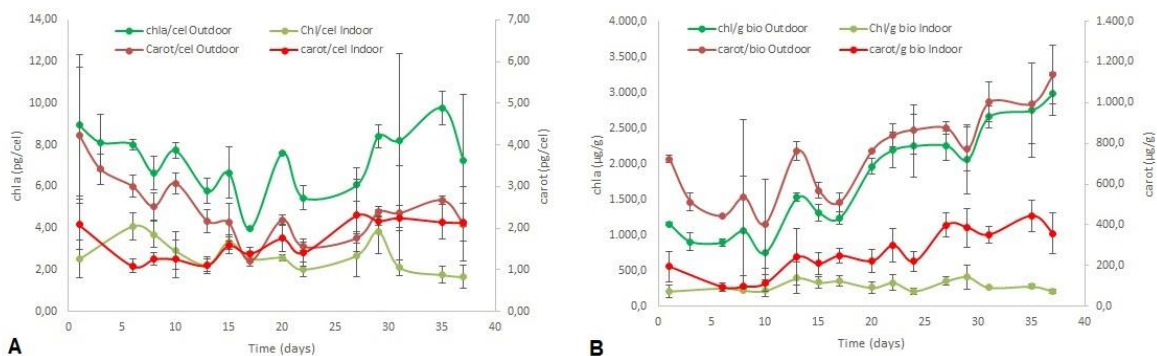 14,00
12,00
10,00
8,00
6,00
4,00
2,00
0,00
chla (pg/cel)
7,00
6,00
5,00
4,00
3,00
2,00
1,00
0,00
carot(pg/cel)
chla/cel Outdoor
Chl/cel Indoor
Carot/cel Outdoor
carot/cel Indoor
0 5 10 15 20 25 30 35 40
Time (days)
A
4.000,0
3.500,0
3.000,0
2.500,0
2.000,0
1.500,0
1.000,0
500,0
0,0
chla (µg/g)
1.400,0
1.200,0
1.000,0
800,0
600,0
400,0
200,0
0,0
carot (µg/g)
chl/g bio Outdoor
Chl/g bio Indoor
carot/bio Outdoor
carot/g bio Indoor
0 5 10 15 20 25 30 35 40
Time (days)
B